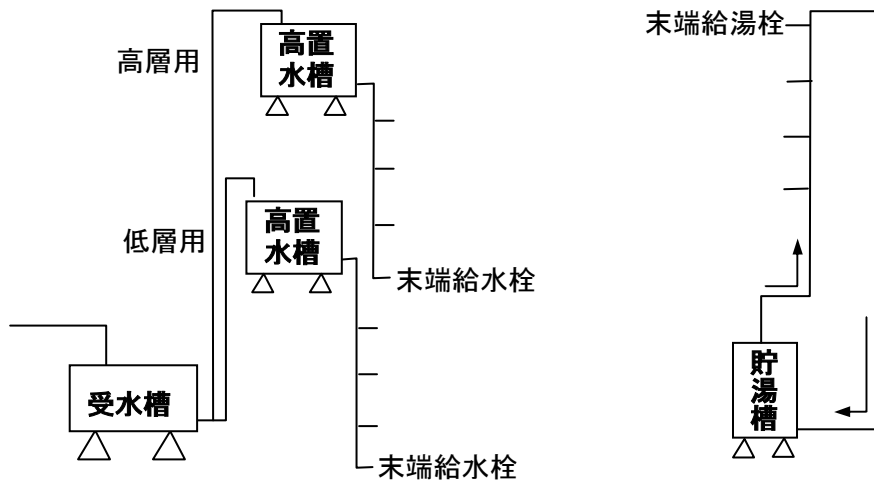 高層用
高置
水槽
低層用
高置
水槽
末端給水栓
受水槽
末端給水栓
末端給湯栓
貯
湯
槽